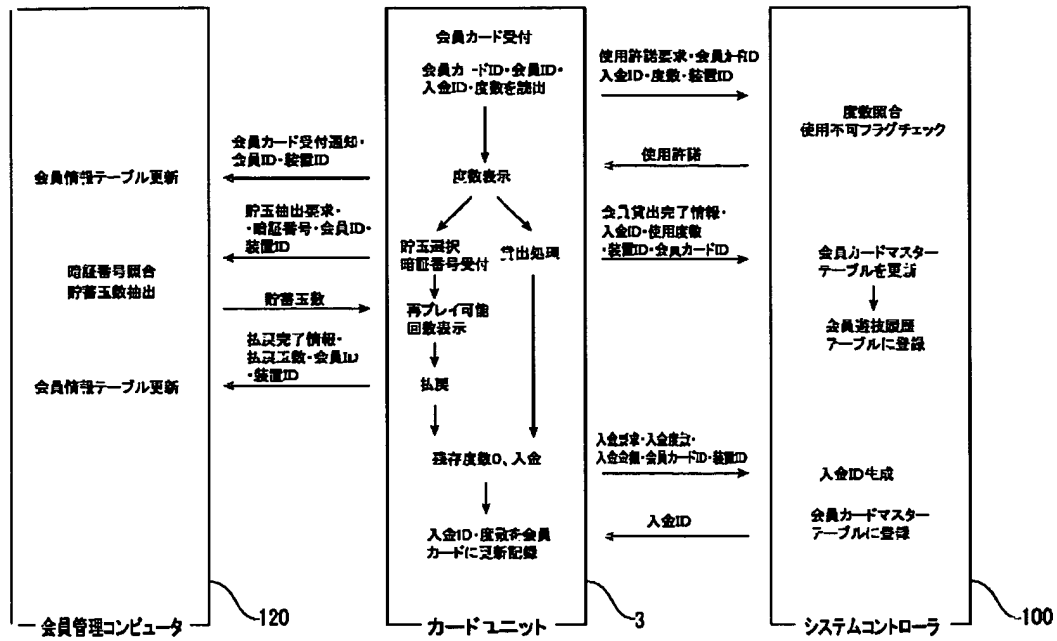 会員カード受付
会員カードID・会員ID・
入金ID・度数を読出
使用許諾要求・会員カードID
入金ID・度数・装置ID
度数照合
使用不可フラグチェック
会員カード受付通知・
会員ID・装置ID
使用許諾
会員情報テーブル更新
度数表示
貯玉抽出要求・
・暗証番号・会員ID・
装置ID
会員貸出完了情報・
入金ID・使用度数
・装置ID・会員カードID
貯玉選択
暗証番号受付
貸出処理
会員カードマスター
テーブルを更新
暗証番号照合
貯蓄玉数抽出
貯蓄玉数
再プレイ可能
回数表示
会員遊技履歴
テーブルに登録
払戻完了情報・
払戻玉数・会員ID
・装置ID
会員情報テーブル更新
払戻
入金要求・入金度数・
入金金額・会員カードID・装置ID
残存度数0、入金
入金ID生成
入金ID・度数を会員
カードに更新記録
入金ID
会員カードマスター
テーブルに登録
会員管理コンピュータ
120
カードユニット
3
システムコントローラ
100